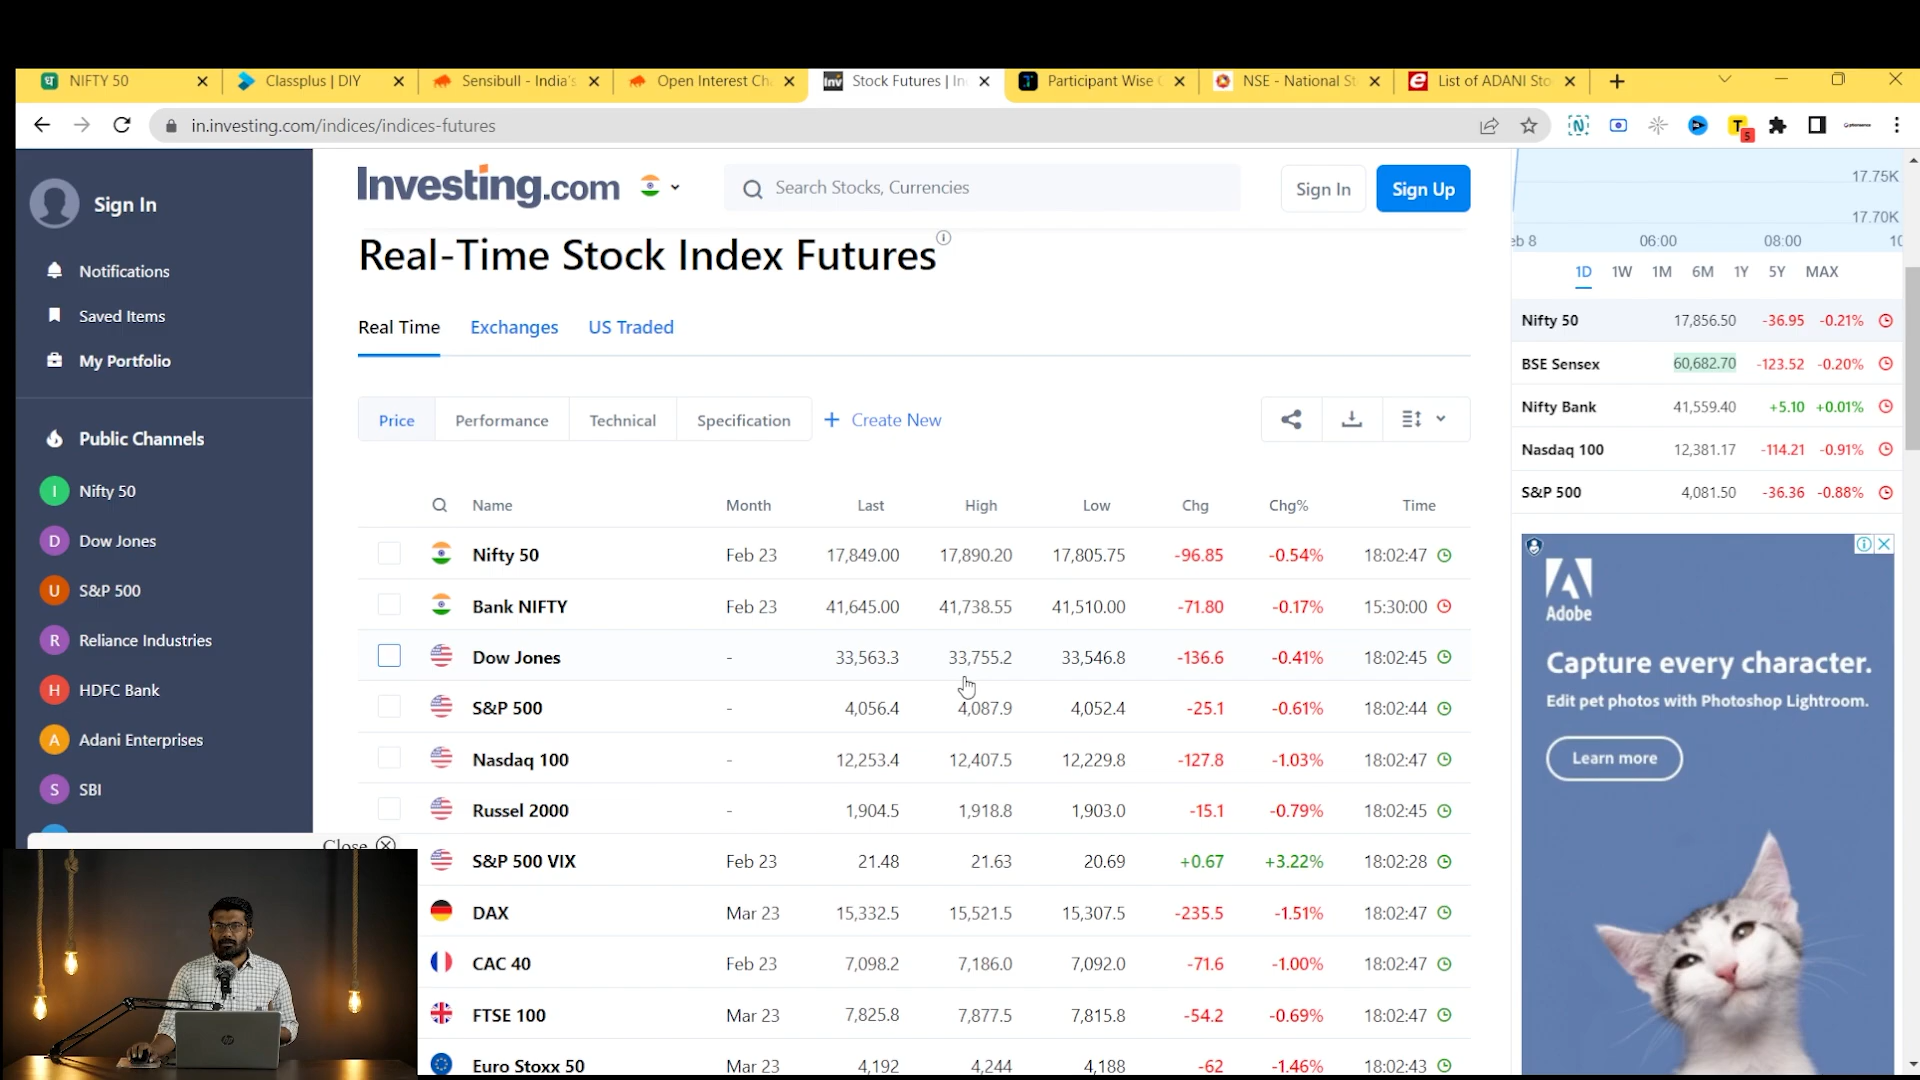 NIFTY 50
Classplus | DIY
Sensibull - India's
Open Interest Ch
Stock Futures | In
Participant Wise
NSE - National St
List of ADANI Sto
in.investing.com/indices/indices-futures
T
5
Sign In
Notifications
Saved Items
My Portfolio
Public Channels
I Nifty 50
D Dow Jones
U S&P 500
R Reliance Industries
H HDFC Bank
A Adani Enterprises
S SBI
Close
Investing.com
Search Stocks, Currencies
Sign In
Sign Up
Real-Time Stock Index Futures
Real Time Exchanges US Traded
Price Performance Technical Specification + Create New
Name Month Last High Low Chg Chg% Time
Nifty 50 Feb 23 17,849.00 17,890.20 17,805.75 -96.85 -0.54% 18:02:47
Bank NIFTY Feb 23 41,645.00 41,738.55 41,510.00 -71.80 -0.17% 15:30:00
Dow Jones - 33,563.3 33,755.2 33,546.8 -136.6 -0.41% 18:02:45
S&P 500 - 4,056.4 4,087.9 4,052.4 -25.1 -0.61% 18:02:44
Nasdaq 100 - 12,253.4 12,407.5 12,229.8 -127.8 -1.03% 18:02:47
Russel 2000 - 1,904.5 1,918.8 1,903.0 -15.1 -0.79% 18:02:45
S&P 500 VIX Feb 23 21.48 21.63 20.69 +0.67 +3.22% 18:02:28
DAX Mar 23 15,332.5 15,521.5 15,307.5 -235.5 -1.51% 18:02:47
CAC 40 Feb 23 7,098.2 7,186.0 7,092.0 -71.6 -1.00% 18:02:47
FTSE 100 Mar 23 7,825.8 7,877.5 7,815.8 -54.2 -0.69% 18:02:47
Euro Stoxx 50 Mar 23 4,192 4,244 4,188 -62 -1.46% 18:02:43
17.75K
17.70K
eb 8 06:00 08:00 10
1D 1W 1M 6M 1Y 5Y MAX
Nifty 50 17,856.50 -36.95 -0.21%
BSE Sensex 60,682.70 -123.52 -0.20%
Nifty Bank 41,559.40 +5.10 +0.01%
Nasdaq 100 12,381.17 -114.21 -0.91%
S&P 500 4,081.50 -36.36 -0.88%
Adobe
Capture every character.
Edit pet photos with Photoshop Lightroom.
Learn more